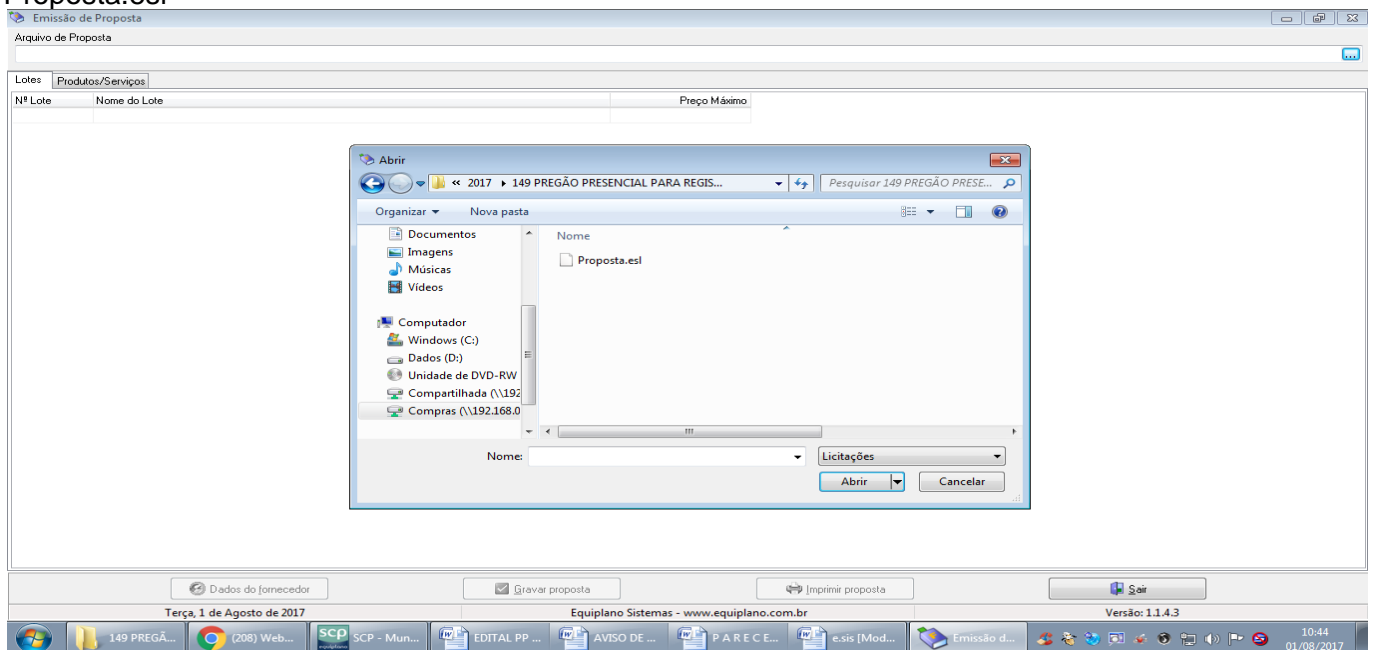 Proposta.esl
Emissão de Proposta
Arquivo de Proposta
...
Lotes Produtos/Serviços
Nº Lote Nome do Lote Preço Máximo
Abrir
« 2017 149 PREGÃO PRESENCIAL PARA REGIS... Pesquisar 149 PREGÃO PRESE...
Organizar Nova pasta
Documentos
Imagens
Músicas
Vídeos
Computador
Windows (C:)
Dados (D:)
Unidade de DVD-RW
Compartilhada (\\192
Compras (\\192.168.0
Nome
Proposta.esl
Nome: Licitações
Abrir Cancelar
Dados do fornecedor Gravar proposta Imprimir proposta Sair
Terça, 1 de Agosto de 2017 Equiplano Sistemas - www.equiplano.com.br Versão: 1.1.4.3
149 PREGÃ... (208) Web... SCP SCP - Mun... EDITAL PP ... AVISO DE ... P A R E C E... e.sis [Mod... Emissão d... 10:44
01/08/2017